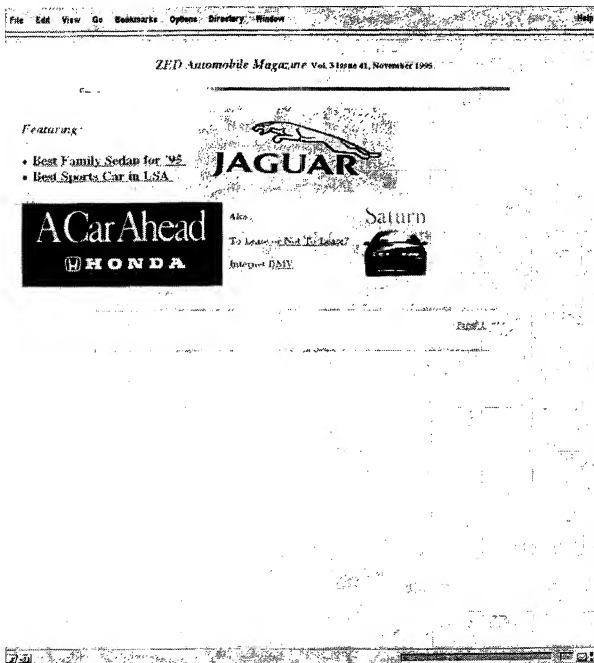 File Edit View Go Bookmarks Options Directory Window Help
ZED Automobile Magazine Vol. 3 Issue 41, November 1995
Featuring
• Best Family Sedan for '95
• Best Sports Car in USA
JAGUAR
A Car Ahead
HONDA
Also
To Lease or Not To Lease?
Internet DMV
Saturn
Page 1